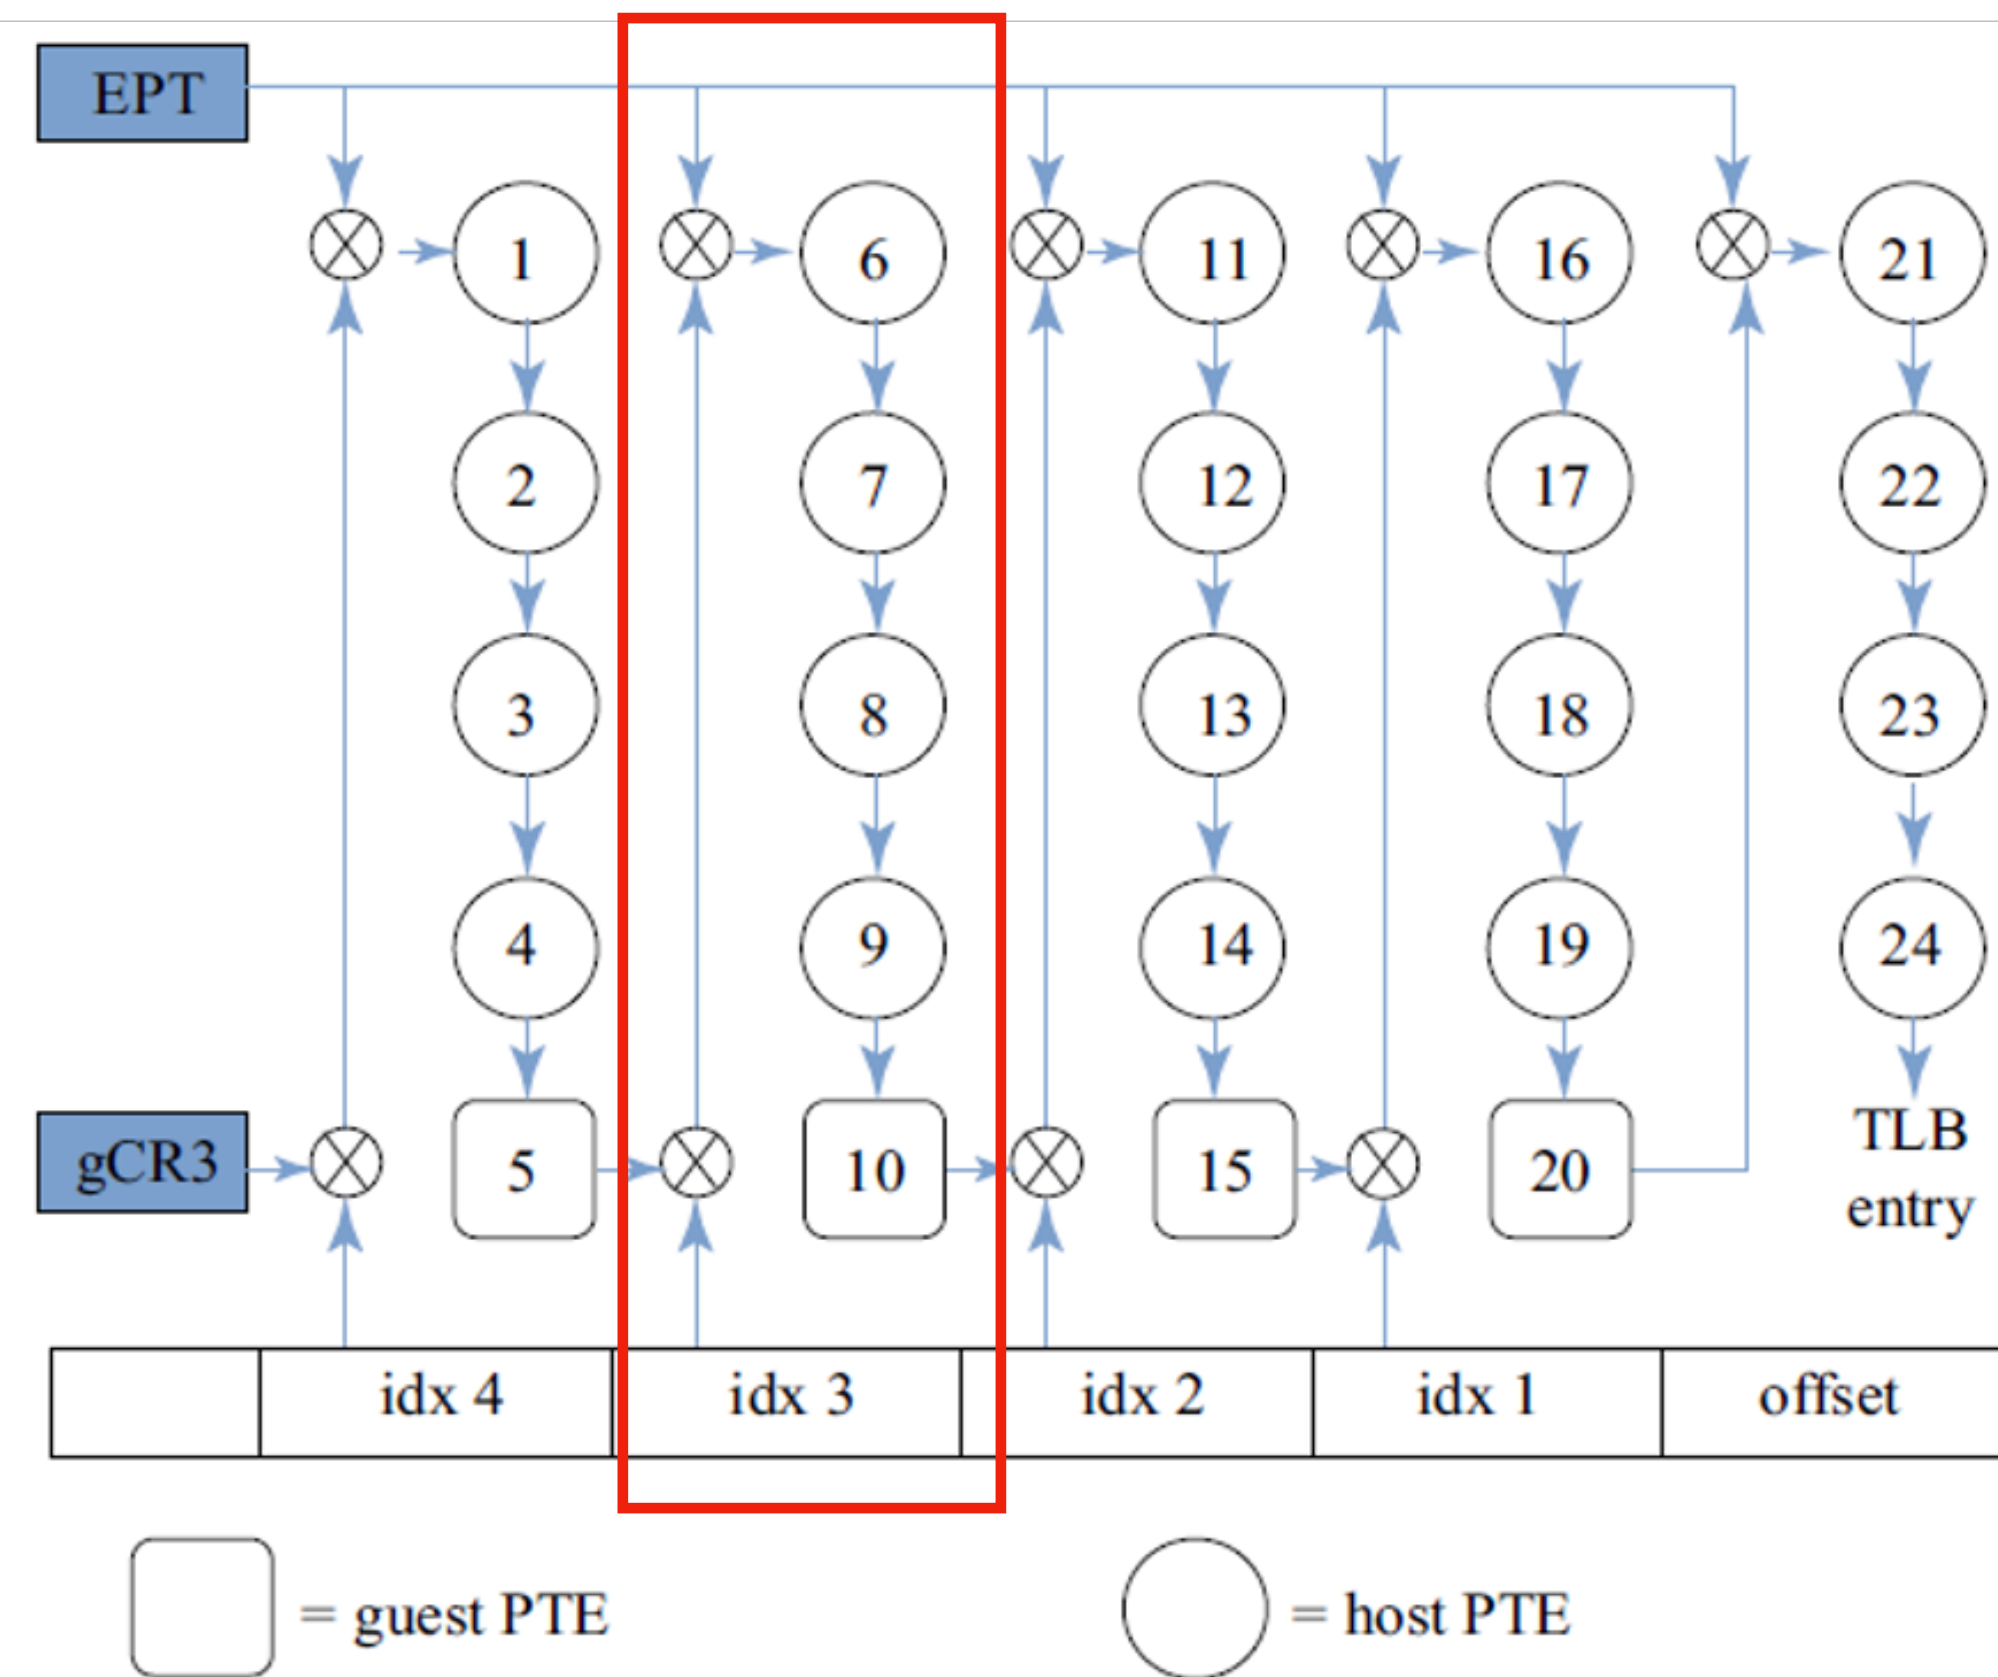 EPT
1 6 11 16 21
2 7 12 17 22
3 8 13 18 23
4 9 14 19 24
gCR3 5 10 15 20 TLB
entry
idx 4 idx 3 idx 2 idx 1 offset
= guest PTE = host PTE